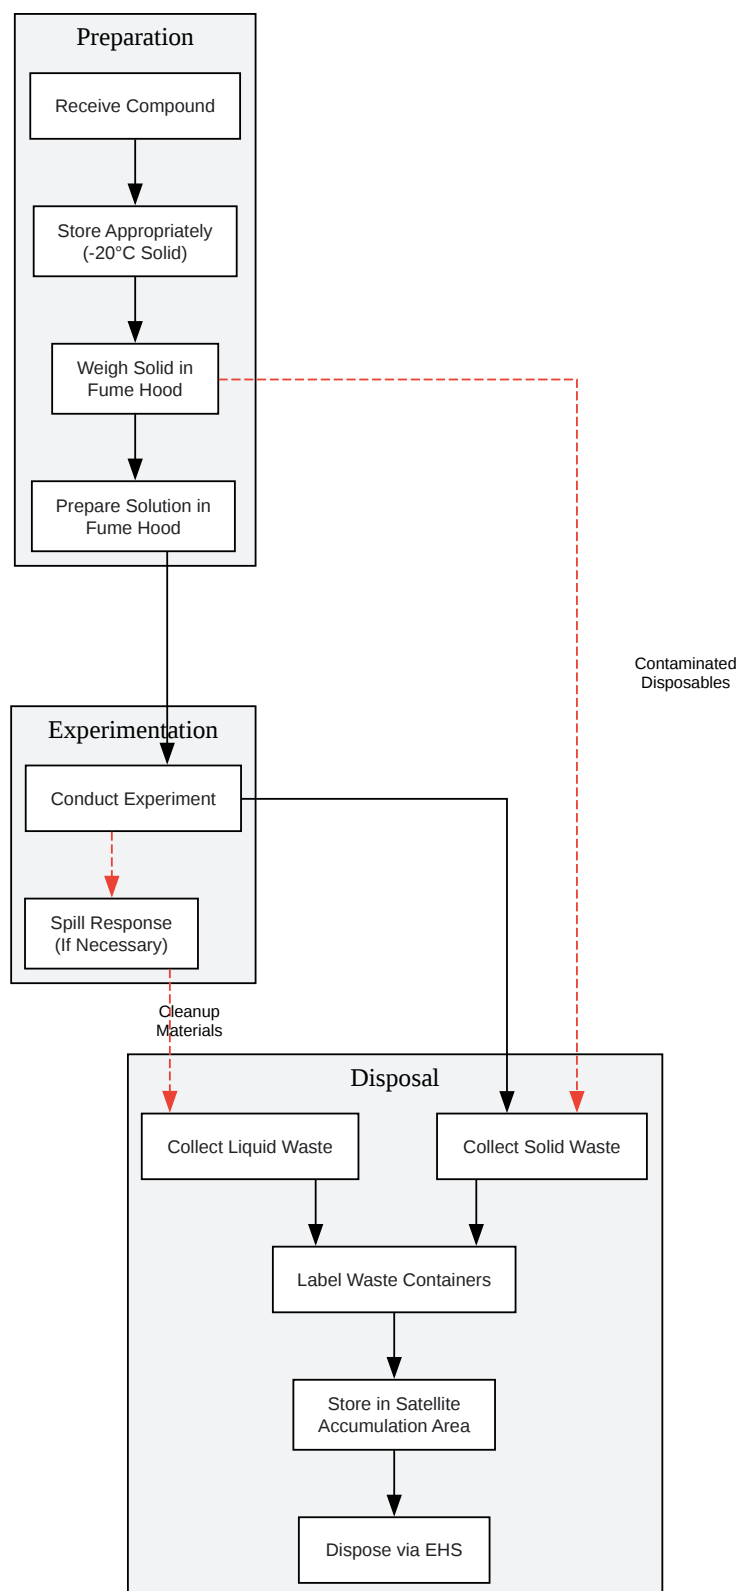 Preparation
Receive Compound
Store Appropriately
(-20°C Solid)
Weigh Solid in
Fume Hood
Prepare Solution in
Fume Hood
Contaminated
Disposables
Experimentation
Conduct Experiment
Spill Response
(If Necessary)
Cleanup
Materials
Disposal
Collect Liquid Waste
Collect Solid Waste
Label Waste Containers
Store in Satellite
Accumulation Area
Dispose via EHS